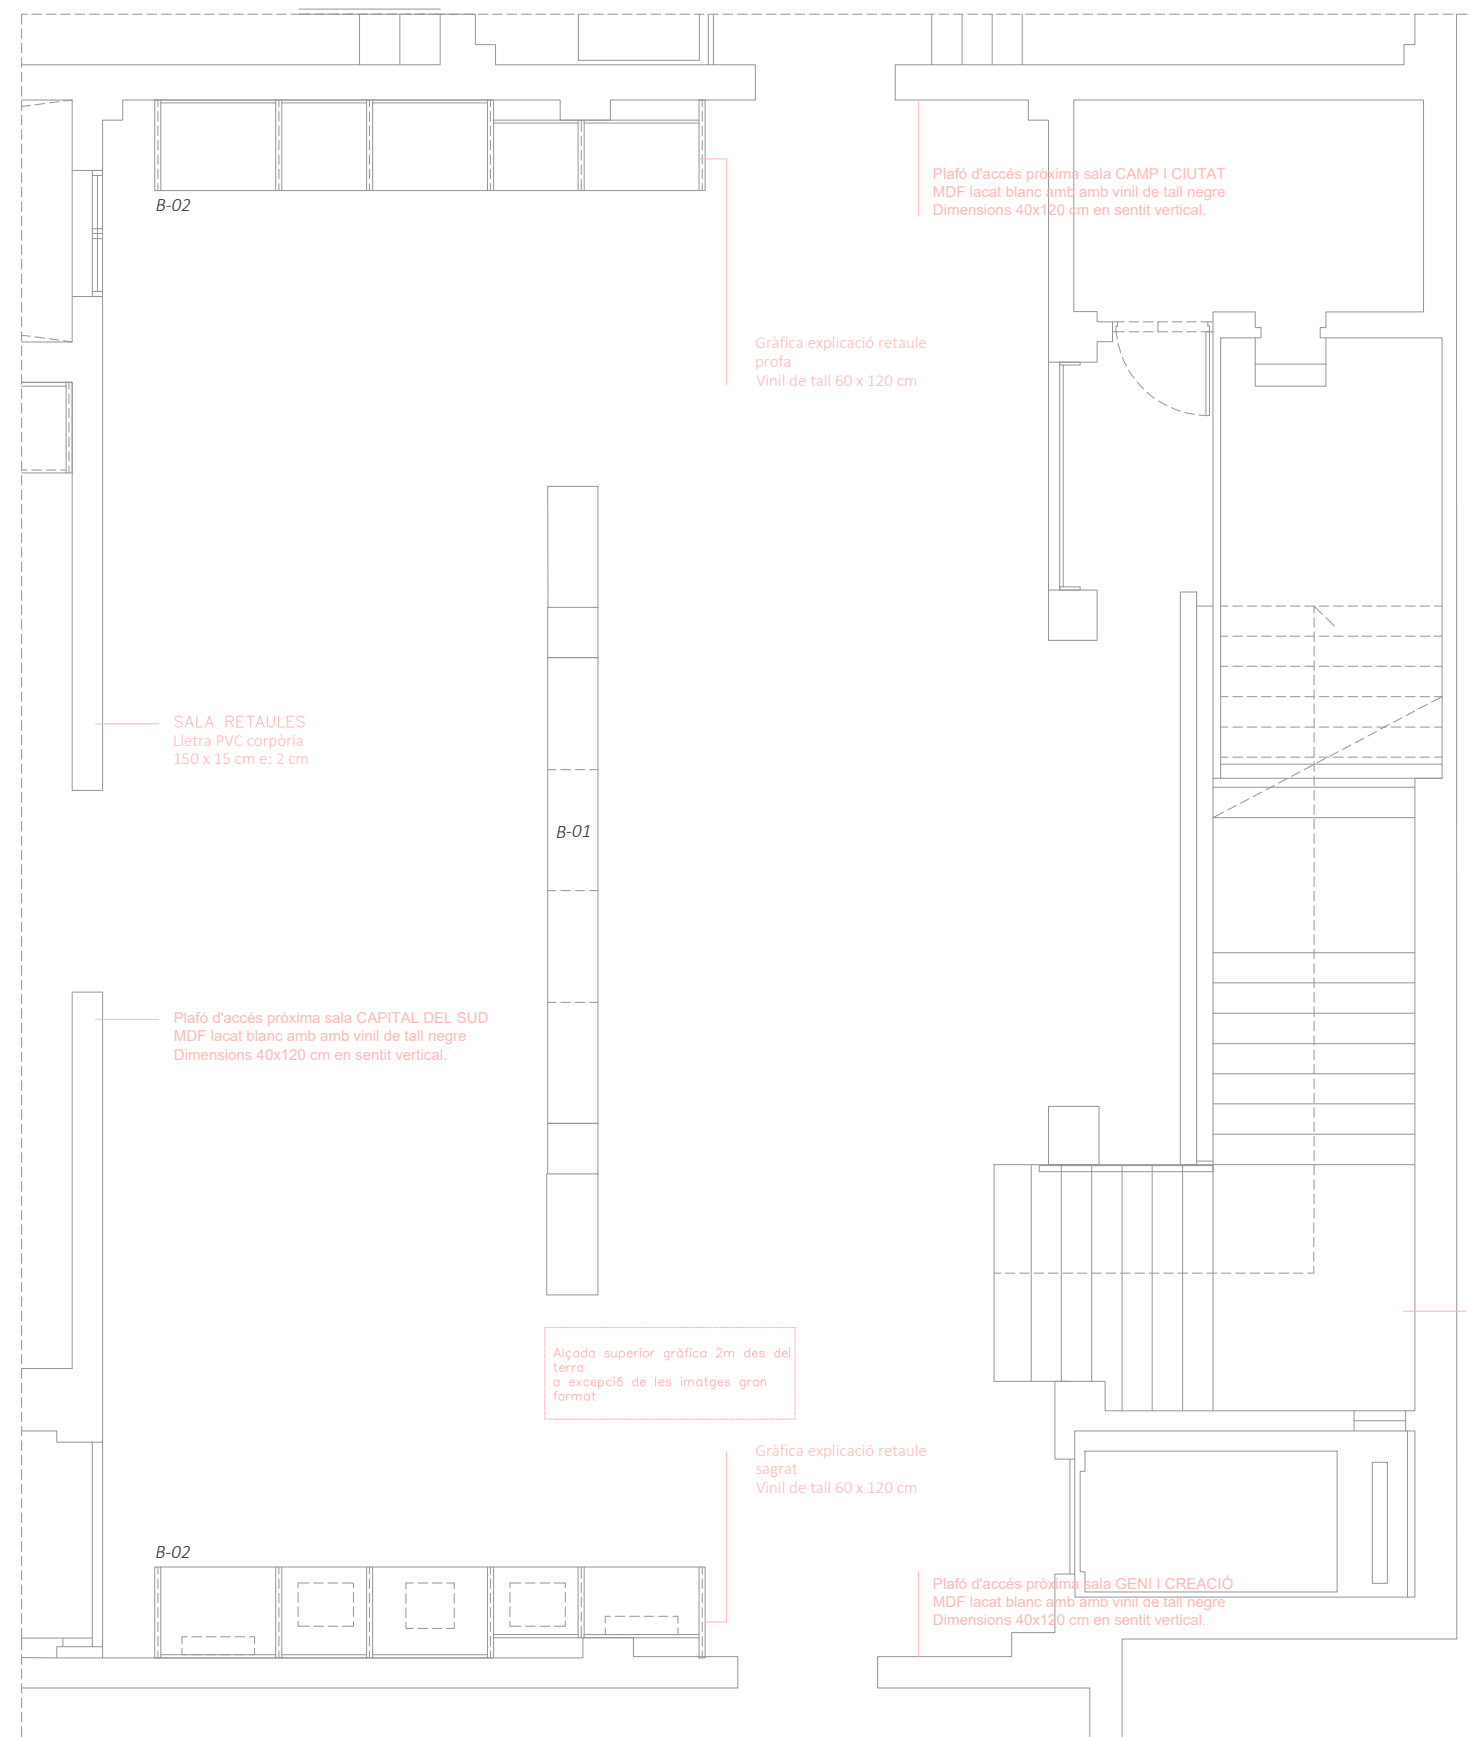 Plafó d'accés pròxima sala CAMP I CIUTAT
MDF lacat blanc amb amb vinil de tall negre
Dimensions 40x120 cm en sentit vertical.
B-02
Gràfica explicació retaule
profa
Vinil de tall 60 x 120 cm
SALA RETAULES
Lletra PVC corpòria
150 x 15 cm e: 2 cm
B-01
Plafó d'accés pròxima sala CAPITAL DEL SUD
MDF lacat blanc amb amb vinil de tall negre
Dimensions 40x120 cm en sentit vertical.
Alçada superior gràfica 2m des del
terra
a excepció de les imatges gran
format
Gràfica explicació retaule
sagrat
Vinil de tall 60 x 120 cm
B-02
Plafó d'accés pròxima sala GENI I CREACIÓ
MDF lacat blanc amb amb vinil de tall negre
Dimensions 40x120 cm en sentit vertical.